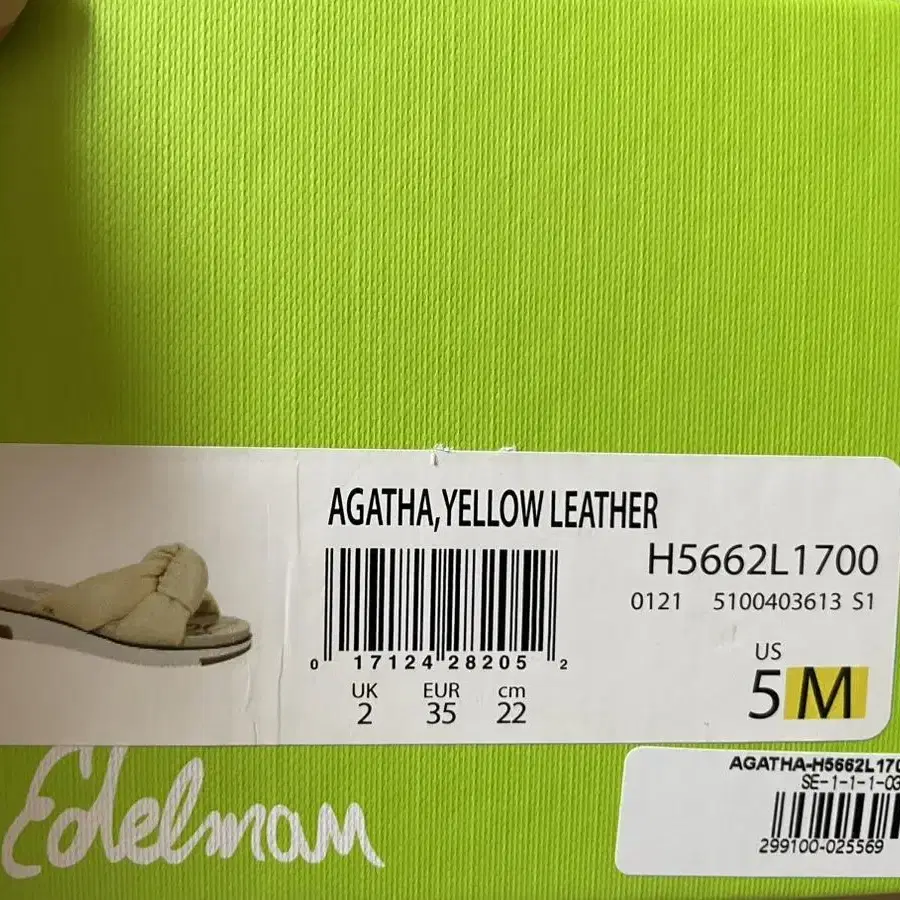 AGATHA,YELLOW LEATHER
H5662L1700
0121 5100403613 S1
0 17124 28205 2
UK EUR cm
2 35 22
US
5 M
Edelman
AGATHA-H5662L170
SE-1-1-1-03
299100-025569